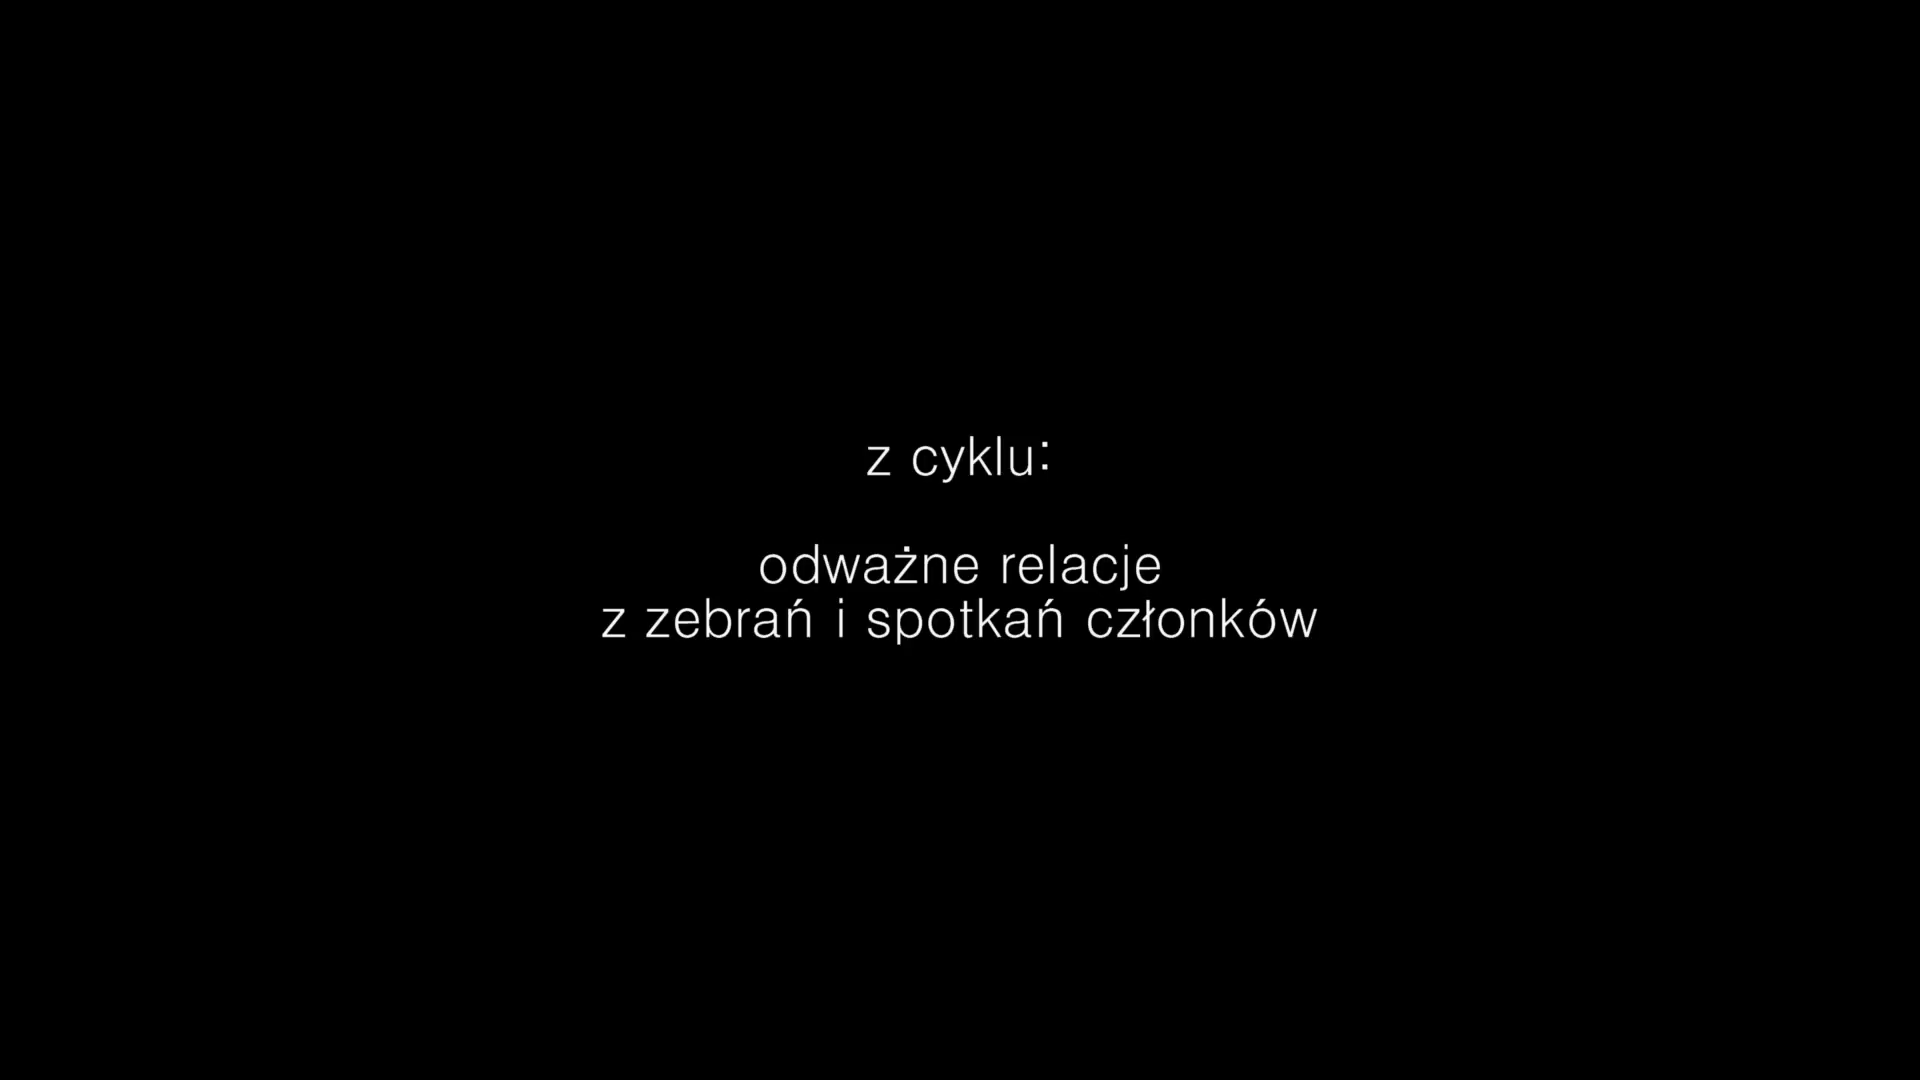 z cyklu:
odważne relacje
z zebrań i spotkań członków